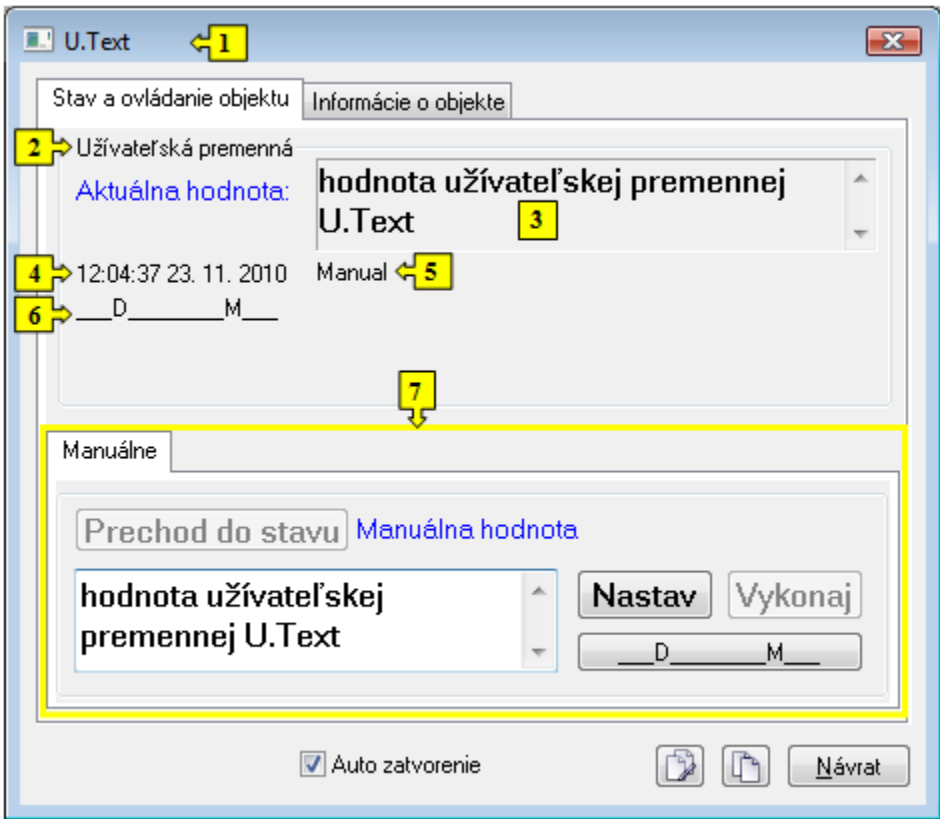 U.Text 1
Stav a ovládanie objektu Informácie o objekte
2 Užívateľská premenná
Aktuálna hodnota: hodnota užívateľskej premennej
U.Text 3
4 12:04:37 23. 11. 2010 Manual 5
6 ___D________M___
7
Manuálne
Prechod do stavu Manuálna hodnota
hodnota užívateľskej
premennej U.Text
Nastav Vykonaj
___D________M___
Auto zatvorenie Návrat